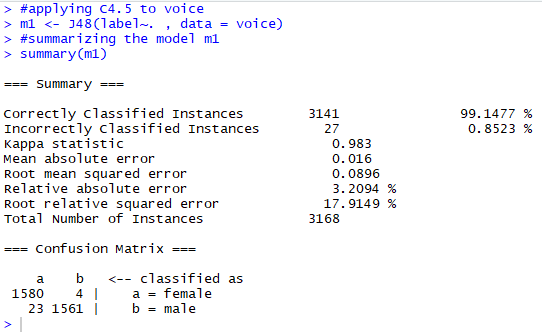 > #applying C4.5 to voice
> m1 <- J48(label~. , data = voice)
> #summarizing the model m1
> summary(m1)
=== Summary ===
Correctly Classified Instances 3141 99.1477 %
Incorrectly Classified Instances 27 0.8523 %
Kappa statistic 0.983
Mean absolute error 0.016
Root mean squared error 0.0896
Relative absolute error 3.2094 %
Root relative squared error 17.9149 %
Total Number of Instances 3168
=== Confusion Matrix ===
a b <-- classified as
1580 4 | a = female
23 1561 | b = male
>